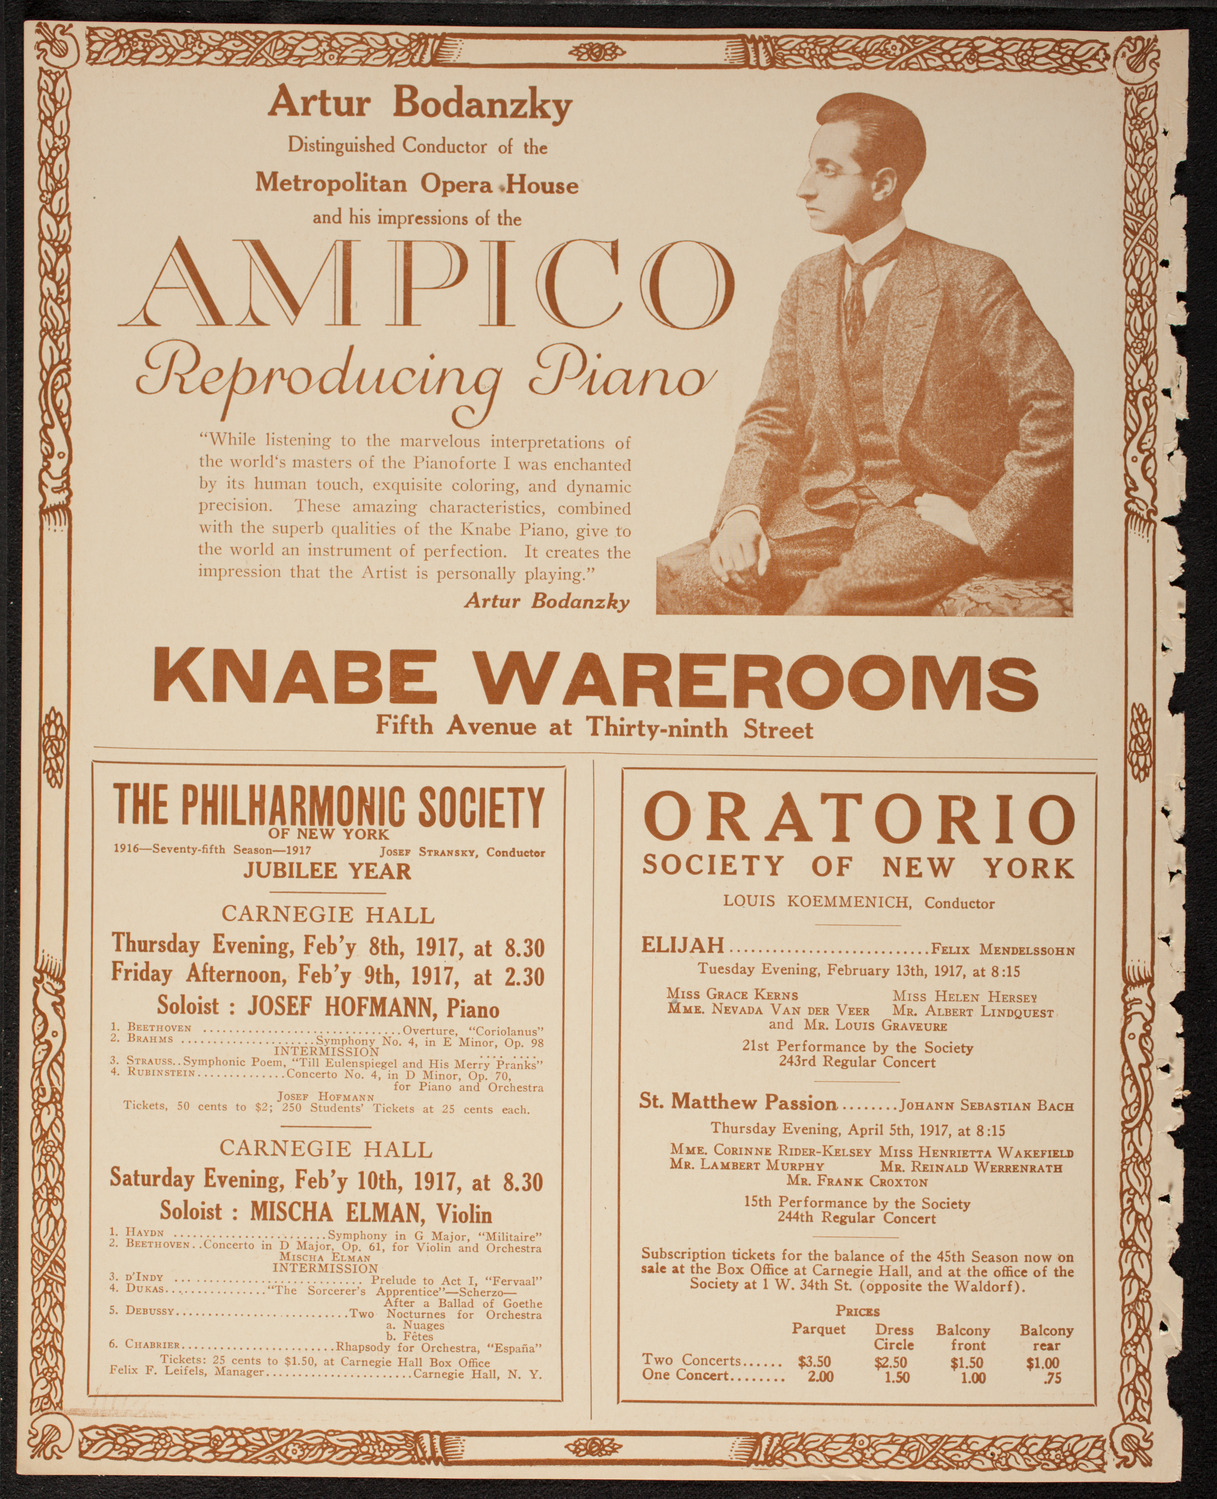 Artur Bodanzky
Distinguished Conductor of the
Metropolitan Opera House
and his impressions of the
AMPICO
Reproducing Piano
“While listening to the marvelous interpretations of
the world's masters of the Pianoforte I was enchanted
by its human touch, exquisite coloring, and dynamic
precision. These amazing characteristics, combined
with the superb qualities of the Knabe Piano, give to
the world an instrument of perfection. It creates the
impression that the Artist is personally playing.”
Artur Bodanzky
KNABE WAREROOMS
Fifth Avenue at Thirty-ninth Street
THE PHILHARMONIC SOCIETY
OF NEW YORK
1916—Seventy-fifth Season—1917 JOSEF STRANSKY, Conductor
JUBILEE YEAR
CARNEGIE HALL
Thursday Evening, Feb'y 8th, 1917, at 8.30
Friday Afternoon, Feb'y 9th, 1917, at 2.30
Soloist : JOSEF HOFMANN, Piano
1. BEETHOVEN ............................Overture, “Coriolanus”
2. BRAHMS ....................Symphony No. 4, in E Minor, Op. 98
INTERMISSION .... ....
3. STRAUSS..Symphonic Poem, “Till Eulenspiegel and His Merry Pranks”
4. RUBINSTEIN.............Concerto No. 4, in D Minor, Op. 70,
for Piano and Orchestra
JOSEF HOFMANN
Tickets, 50 cents to $2; 250 Students' Tickets at 25 cents each.
CARNEGIE HALL
Saturday Evening, Feb'y 10th, 1917, at 8.30
Soloist : MISCHA ELMAN, Violin
1. HAYDN ......................Symphony in G Major, “Militaire”
2. BEETHOVEN..Concerto in D Major, Op. 61, for Violin and Orchestra
MISCHA ELMAN
INTERMISSION
3. D'INDY ........................... Prelude to Act I, “Fervaal”
4. DUKAS...............“The Sorcerer's Apprentice”—Scherzo—
After a Ballad of Goethe
5. DEBUSSY.........................Two Nocturnes for Orchestra
a. Nuages
b. Fêtes
6. CHABRIER......................Rhapsody for Orchestra, “España”
Tickets: 25 cents to $1.50, at Carnegie Hall Box Office
Felix F. Leifels, Manager.....................Carnegie Hall, N. Y.
ORATORIO
SOCIETY OF NEW YORK
LOUIS KOEMMENICH, Conductor
ELIJAH............................FELIX MENDELSSOHN
Tuesday Evening, February 13th, 1917, at 8:15
MISS GRACE KERNS MISS HELEN HERSEY
MME. NEVADA VAN DER VEER MR. ALBERT LINDQUEST
and MR. LOUIS GRAVEURE
21st Performance by the Society
243rd Regular Concert
St. Matthew Passion........JOHANN SEBASTIAN BACH
Thursday Evening, April 5th, 1917, at 8:15
MME. CORINNE RIDER-KELSEY MISS HENRIETTA WAKEFIELD
MR. LAMBERT MURPHY MR. REINALD WERRENRATH
MR. FRANK CROXTON
15th Performance by the Society
244th Regular Concert
Subscription tickets for the balance of the 45th Season now on
sale at the Box Office at Carnegie Hall, and at the office of the
Society at 1 W. 34th St. (opposite the Waldorf).
PRICES
Parquet Dress Balcony Balcony
Circle front rear
Two Concerts...... $3.50 $2.50 $1.50 $1.00
One Concert........ 2.00 1.50 1.00 .75